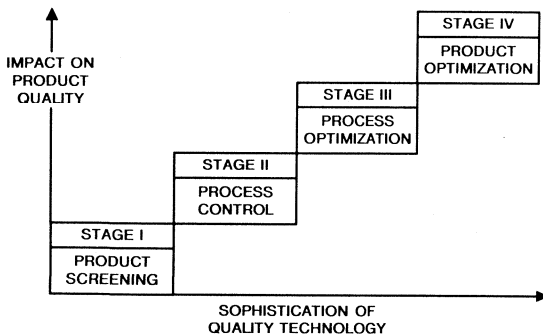 STAGE IV
PRODUCT
OPTIMIZATION
IMPACT ON
PRODUCT
QUALITY
STAGE III
PROCESS
OPTIMIZATION
STAGE II
PROCESS
CONTROL
STAGE I
PRODUCT
SCREENING
SOPHISTICATION OF
QUALITY TECHNOLOGY